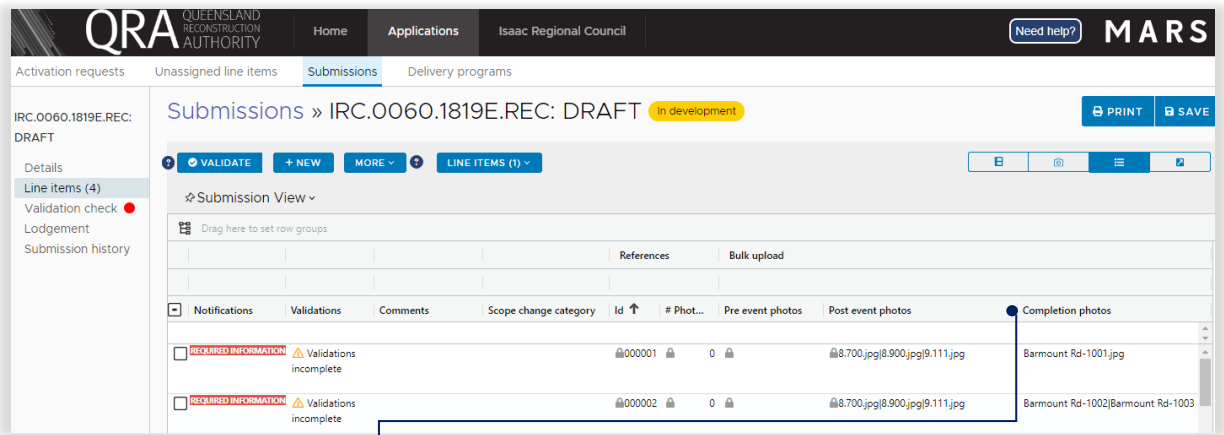 QRA QUEENSLAND RECONSTRUCTION AUTHORITY
Home Applications Isaac Regional Council Need help? MARS
Activation requests Unassigned line items Submissions Delivery programs
IRC.0060.1819E.REC: DRAFT
Details
Line items (4)
Validation check
Lodgement
Submission history
Submissions » IRC.0060.1819E.REC: DRAFT In development PRINT SAVE
? VALIDATE + NEW MORE ? LINE ITEMS (1)
Submission View
Drag here to set row groups
References Bulk upload
Notifications Validations Comments Scope change category Id # Phot... Pre event photos Post event photos Completion photos
REQUIRED INFORMATION Validations incomplete 000001 0 8.700.jpg|8.900.jpg|9.111.jpg Barmount Rd-1001.jpg
REQUIRED INFORMATION Validations incomplete 000002 0 8.700.jpg|8.900.jpg|9.111.jpg Barmount Rd-1002|Barmount Rd-1003